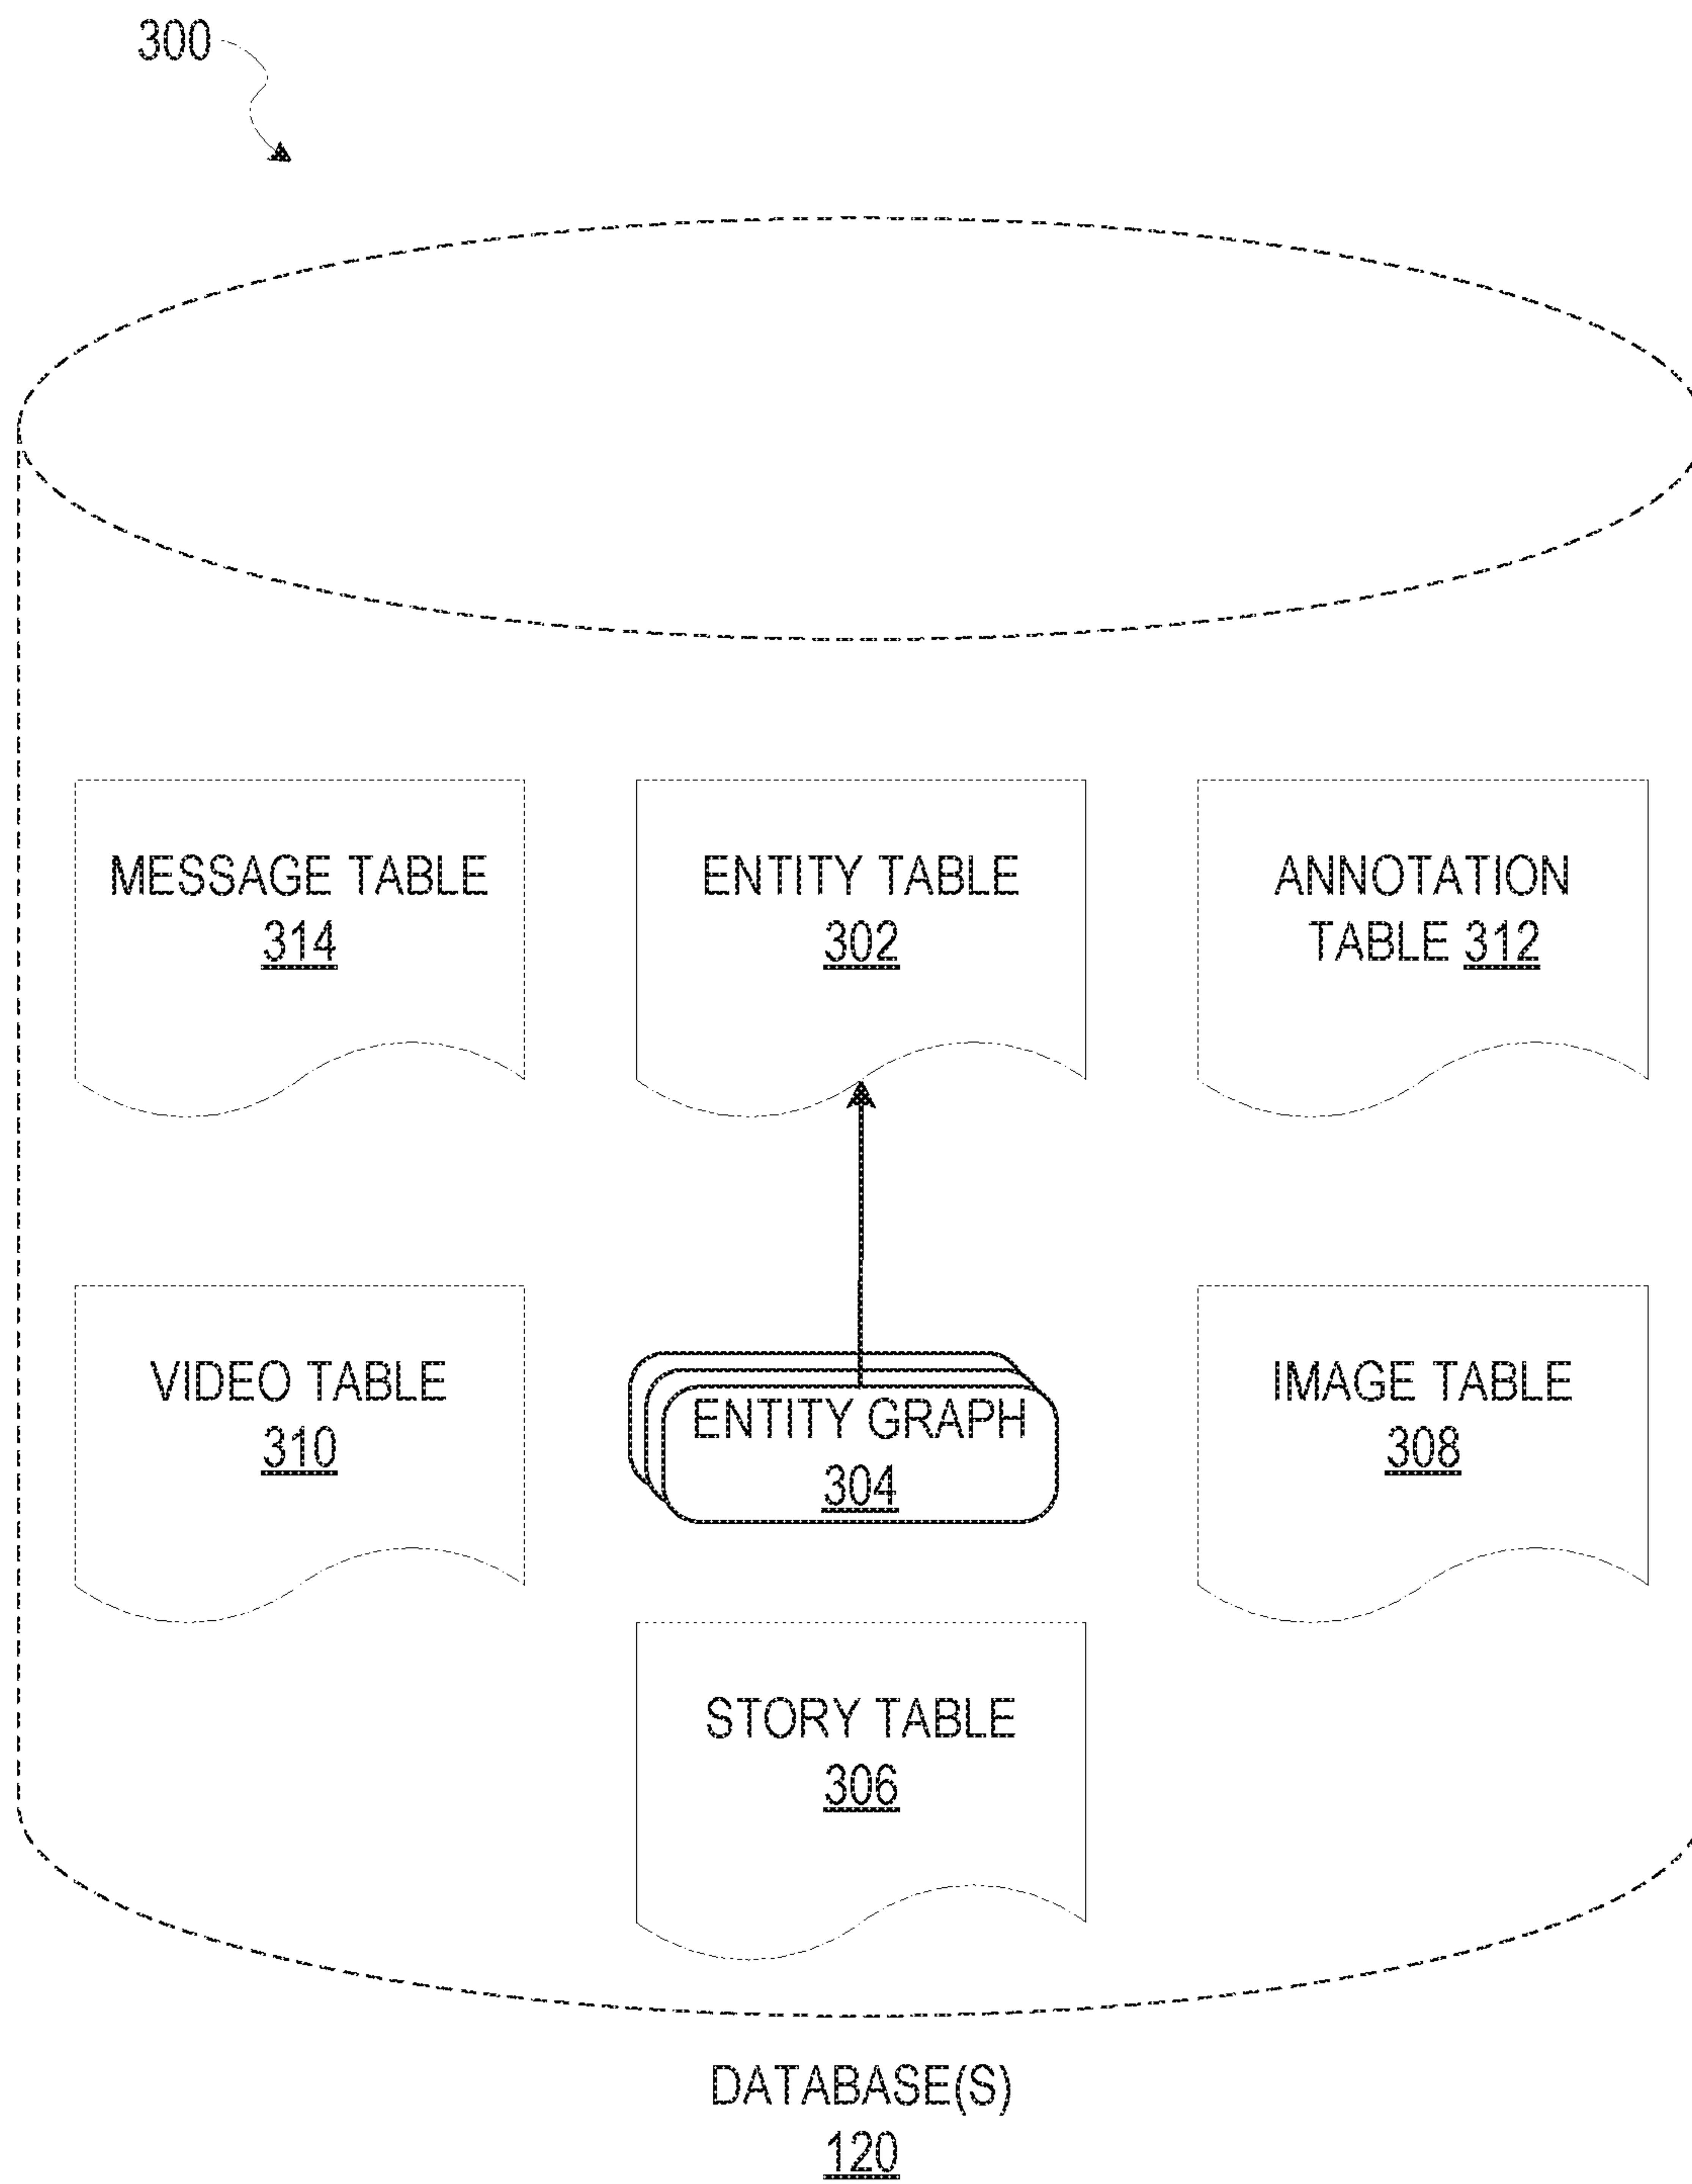 300
MESSAGE TABLE
314
ENTITY TABLE
302
ANNOTATION
TABLE 312
VIDEO TABLE
310
ENTITY GRAPH
304
IMAGE TABLE
308
STORY TABLE
306
DATABASE(S)
120